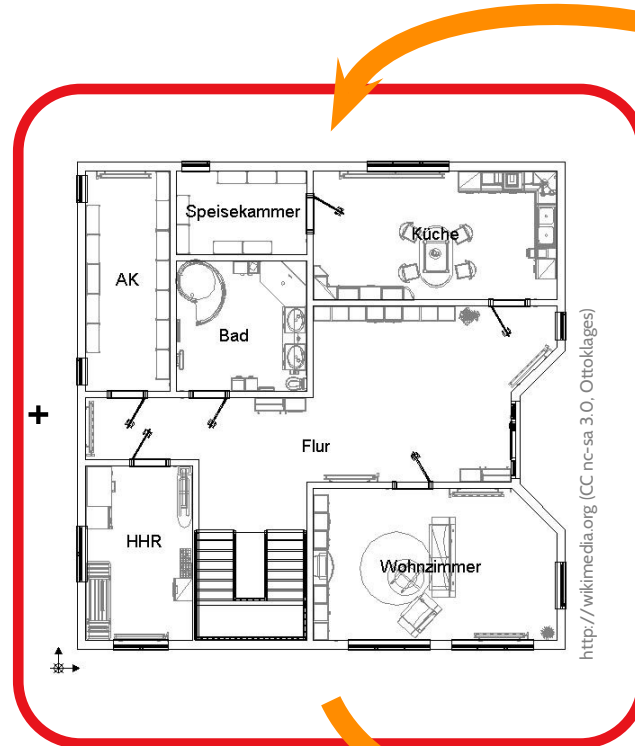 Speisekammer
Küche
AK
Bad
+
Flur
HHR
Wohnzimmer
http://wikimedia.org (CC nc-sa 3.0, Ottoklages)